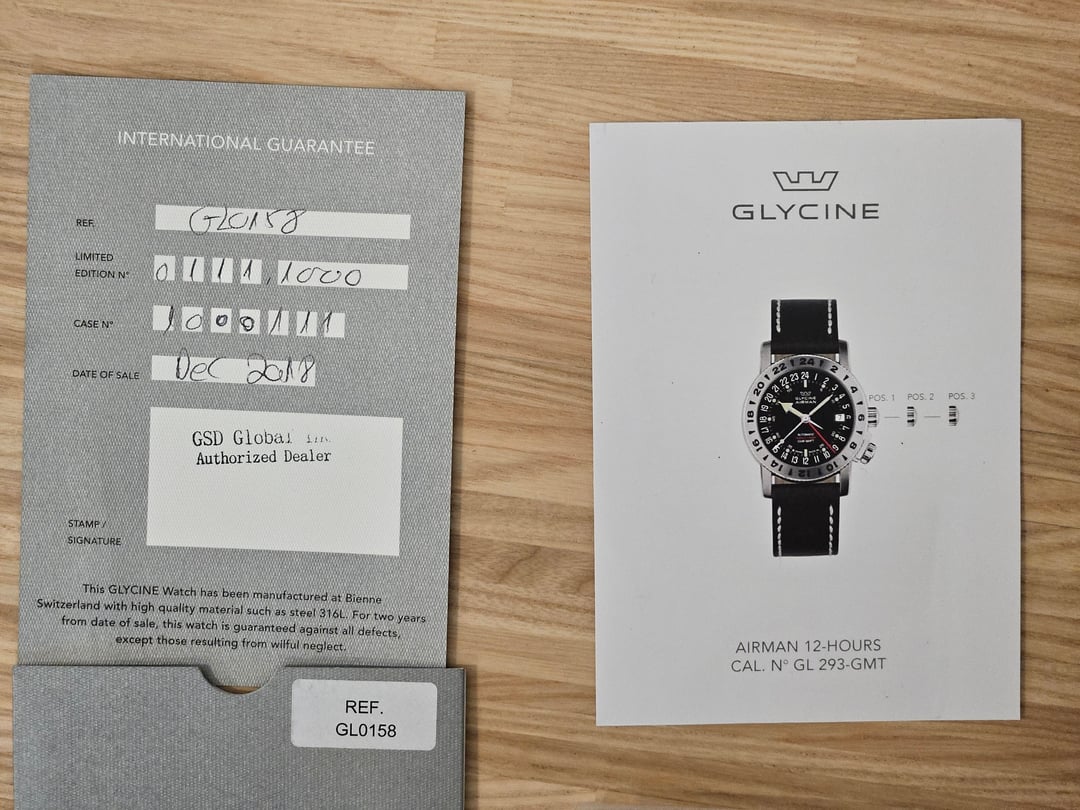 INTERNATIONAL GUARANTEE
REF.
GL0158
LIMITED
EDITION N°
0111.1000
CASE N°
1000111
DATE OF SALE
Dec 2018
GSD Global Inc.
Authorized Dealer
STAMP /
SIGNATURE
This GLYCINE Watch has been manufactured at Bienne
Switzerland with high quality material such as steel 316L. For two years
from date of sale, this watch is guaranteed against all defects,
except those resulting from wilful neglect.
REF.
GL0158
GLYCINE
GLYCINE
AIRMAN
POS. 1 POS. 2 POS. 3
AIRMAN 12-HOURS
CAL. N° GL 293-GMT